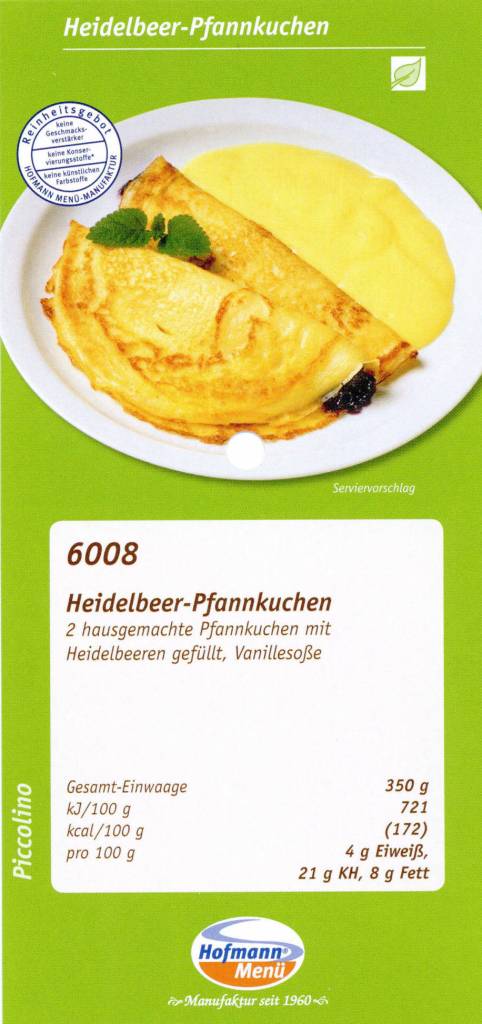 Heidelbeer-Pfannkuchen
Reinheitsgebot
keine
Geschmacks-
verstärker
keine Konser-
vierungsstoffe*
keine künstlichen
Farbstoffe
HOFMANN MENÜ-MANUFAKTUR
Serviervorschlag
6008
Heidelbeer-Pfannkuchen
2 hausgemachte Pfannkuchen mit
Heidelbeeren gefüllt, Vanillesoße
Gesamt-Einwaage 350 g
kJ/100 g 721
kcal/100 g (172)
pro 100 g 4 g Eiweiß,
21 g KH, 8 g Fett
Piccolino
Hofmann®
Menü
Manufaktur seit 1960